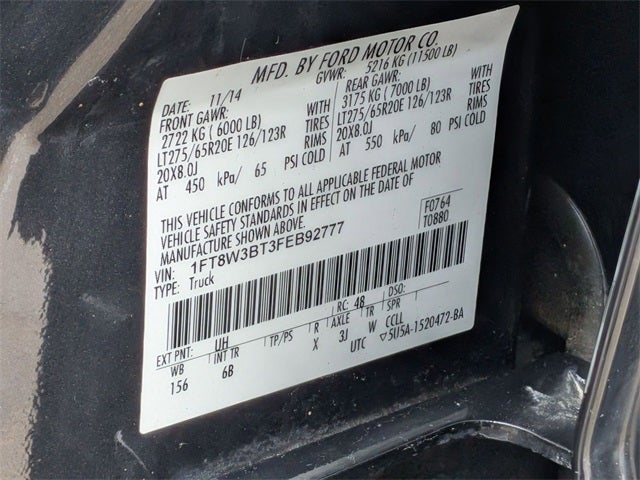 MFD. BY FORD MOTOR CO.
DATE: 11/14 GVWR: 5216 KG (11500 LB)
FRONT GAWR: REAR GAWR:
2722 KG (6000 LB) WITH 3175 KG (7000 LB) WITH
LT275/65R20E 126/123R TIRES LT275/65R20E 126/123R TIRES
20X8.0J RIMS 20X8.0J RIMS
AT 450 kPa/ 65 PSI COLD AT 550 kPa/ 80 PSI COLD
THIS VEHICLE CONFORMS TO ALL APPLICABLE FEDERAL MOTOR
VEHICLE SAFETY STANDARDS IN EFFECT ON THE DATE OF
MANUFACTURE SHOWN ABOVE. F0764
VIN: 1FT8W3BT3FEB92777 T0880
TYPE: Truck
RC: 48 DSO:
EXT PNT: UH
WB INT TR TP/PS R AXLE TR SPR
156 6B X 3J W CCLL
UTC ▽5U5A-1520472-BA